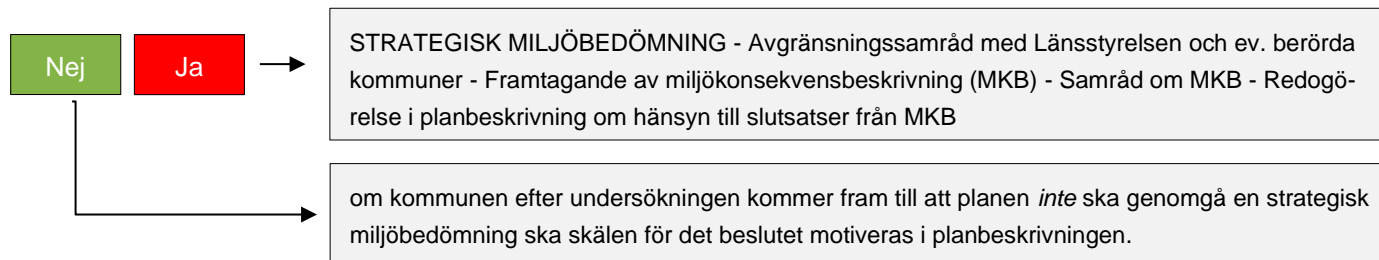 Nej Ja
STRATEGISK MILJÖBEDÖMNING - Avgränsningssamråd med Länsstyrelsen och ev. berörda
kommuner - Framtagande av miljökonsekvensbeskrivning (MKB) - Samråd om MKB - Redogö-
relse i planbeskrivning om hänsyn till slutsatser från MKB
om kommunen efter undersökningen kommer fram till att planen inte ska genomgå en strategisk
miljöbedömning ska skälen för det beslutet motiveras i planbeskrivningen.